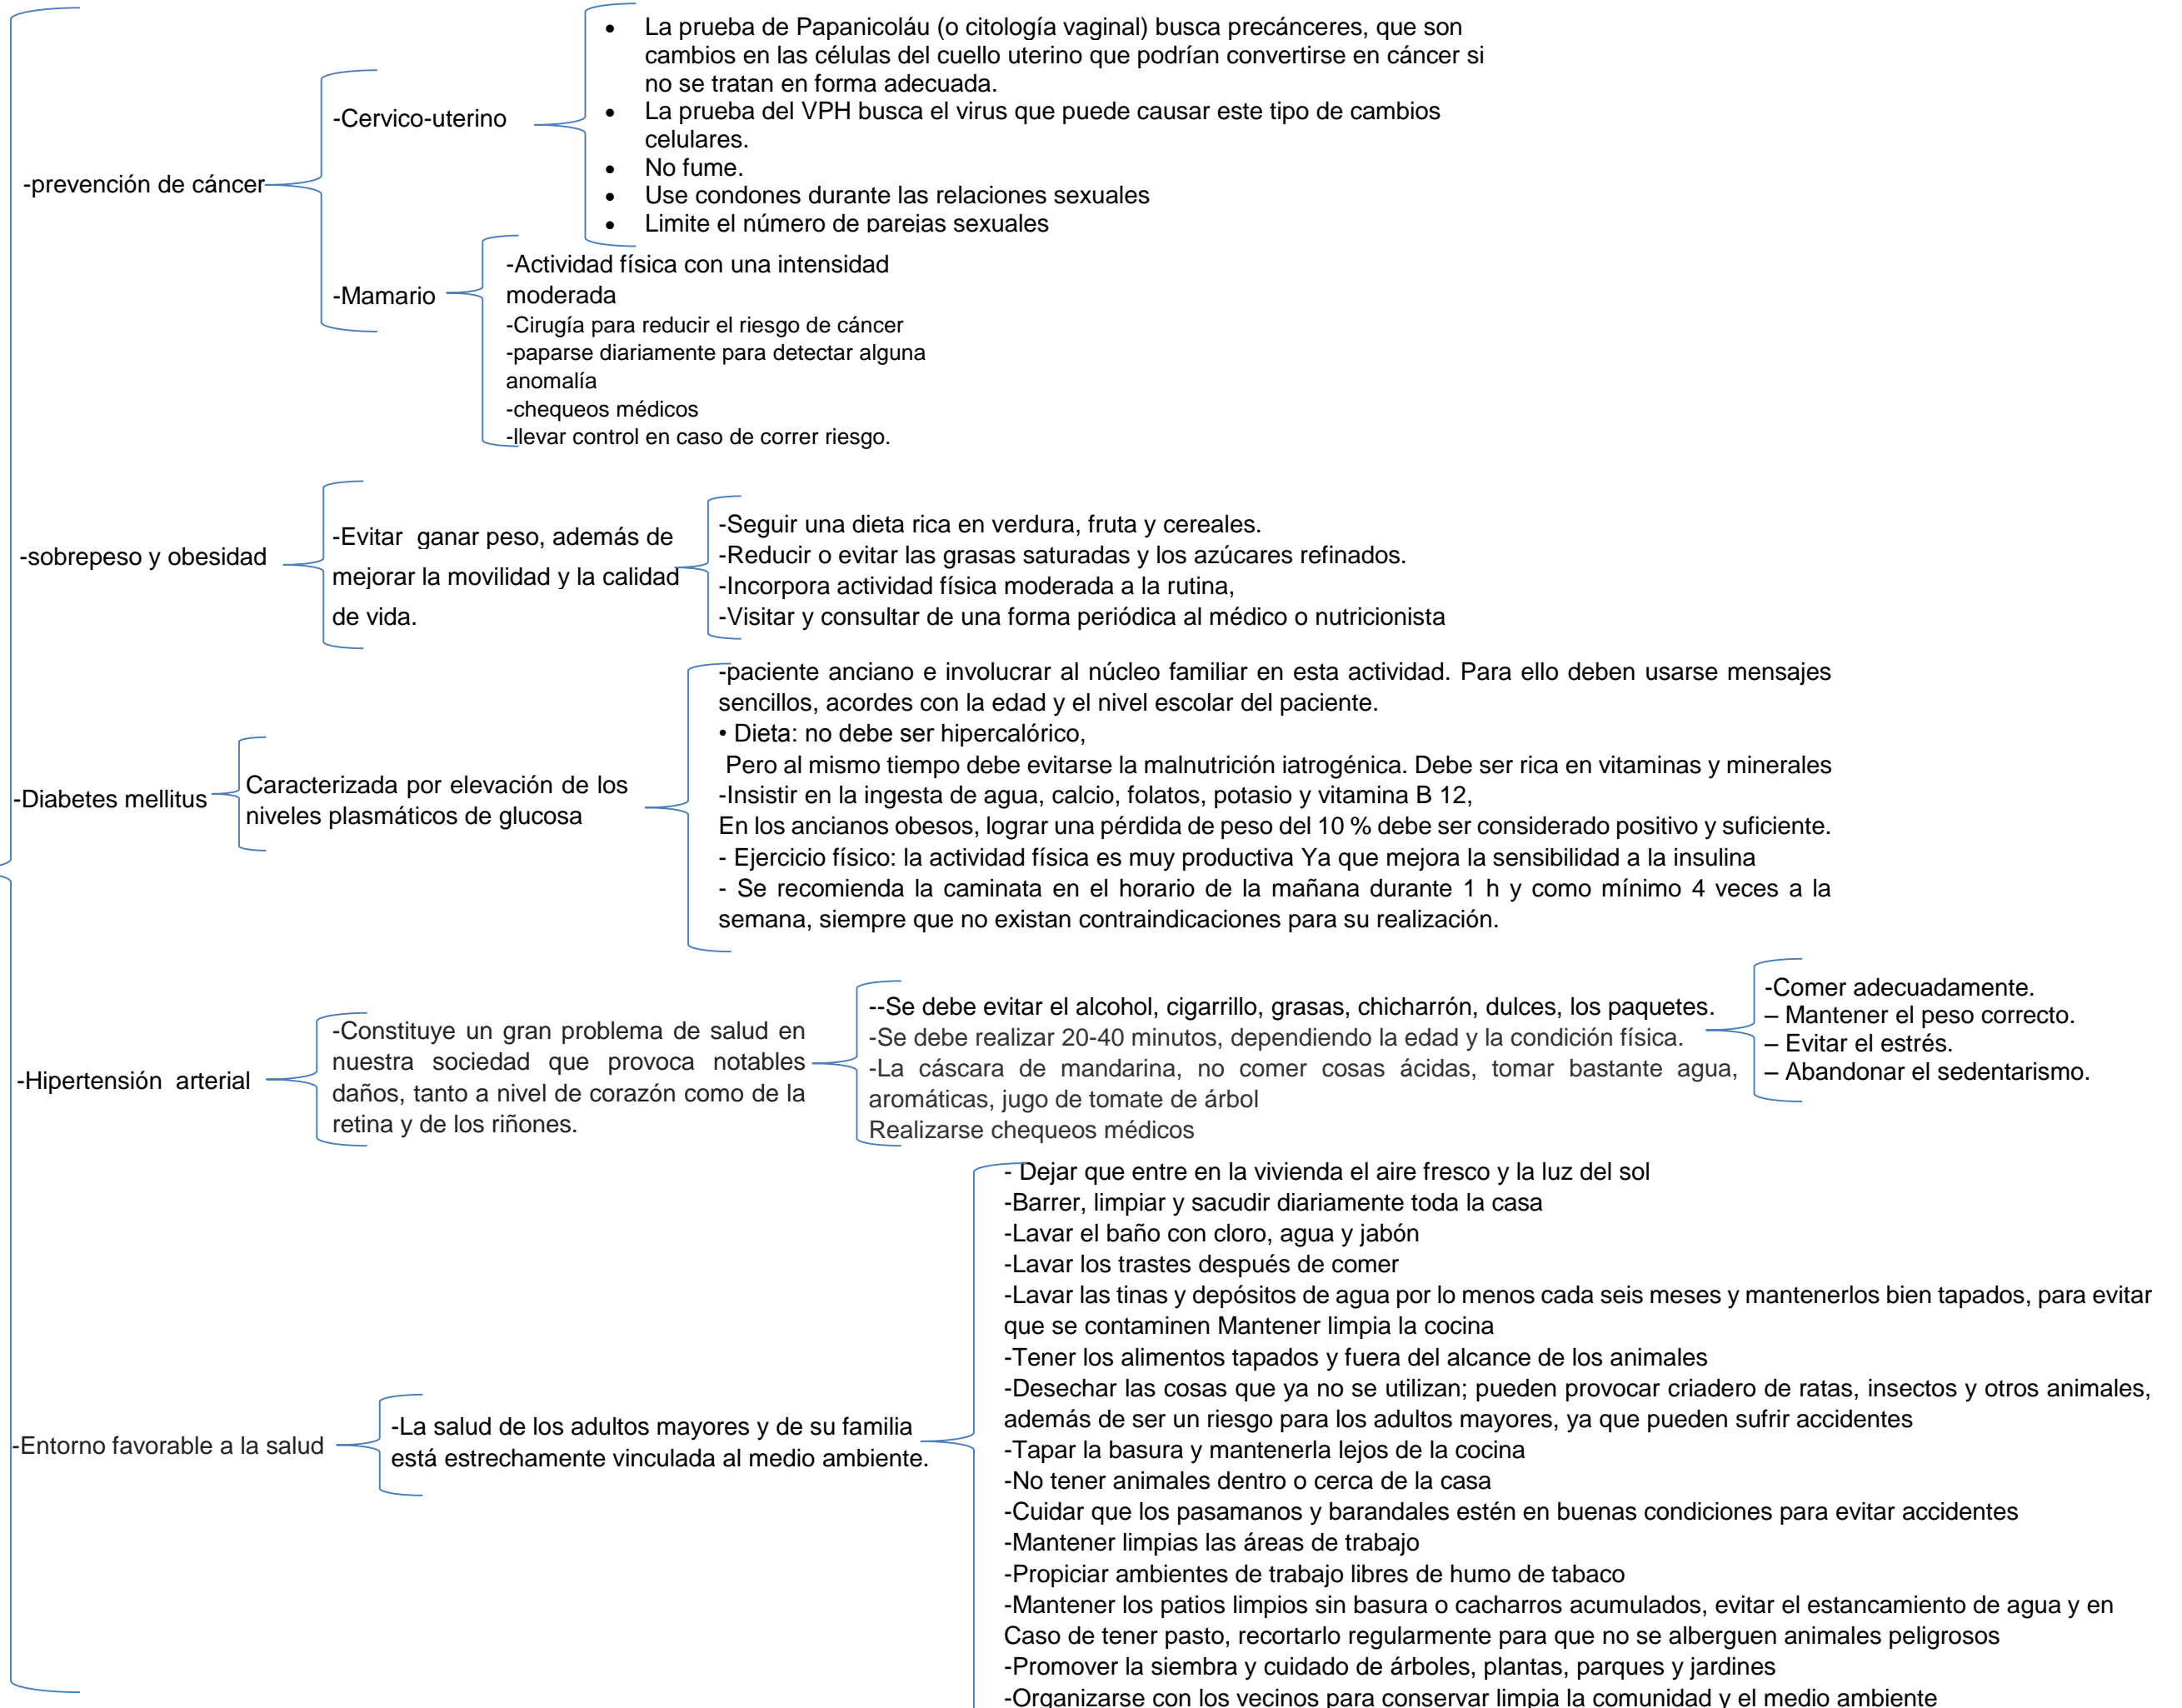 -prevención de cáncer
-Cervico-uterino
• La prueba de Papanicoláu (o citología vaginal) busca precánceres, que son
cambios en las células del cuello uterino que podrían convertirse en cáncer si
no se tratan en forma adecuada.
• La prueba del VPH busca el virus que puede causar este tipo de cambios
celulares.
• No fume.
• Use condones durante las relaciones sexuales
• Limite el número de parejas sexuales
-Mamario
-Actividad física con una intensidad
moderada
-Cirugía para reducir el riesgo de cáncer
-paparse diariamente para detectar alguna
anomalía
-chequeos médicos
-llevar control en caso de correr riesgo.
-sobrepeso y obesidad
-Evitar ganar peso, además de
mejorar la movilidad y la calidad
de vida.
-Seguir una dieta rica en verdura, fruta y cereales.
-Reducir o evitar las grasas saturadas y los azúcares refinados.
-Incorpora actividad física moderada a la rutina,
-Visitar y consultar de una forma periódica al médico o nutricionista
-Diabetes mellitus
Caracterizada por elevación de los
niveles plasmáticos de glucosa
-paciente anciano e involucrar al núcleo familiar en esta actividad. Para ello deben usarse mensajes
sencillos, acordes con la edad y el nivel escolar del paciente.
• Dieta: no debe ser hipercalórico,
Pero al mismo tiempo debe evitarse la malnutrición iatrogénica. Debe ser rica en vitaminas y minerales
-Insistir en la ingesta de agua, calcio, folatos, potasio y vitamina B 12,
En los ancianos obesos, lograr una pérdida de peso del 10 % debe ser considerado positivo y suficiente.
- Ejercicio físico: la actividad física es muy productiva Ya que mejora la sensibilidad a la insulina
- Se recomienda la caminata en el horario de la mañana durante 1 h y como mínimo 4 veces a la
semana, siempre que no existan contraindicaciones para su realización.
-Hipertensión arterial
-Constituye un gran problema de salud en
nuestra sociedad que provoca notables
daños, tanto a nivel de corazón como de la
retina y de los riñones.
--Se debe evitar el alcohol, cigarrillo, grasas, chicharrón, dulces, los paquetes.
-Se debe realizar 20-40 minutos, dependiendo la edad y la condición física.
-La cáscara de mandarina, no comer cosas ácidas, tomar bastante agua,
aromáticas, jugo de tomate de árbol
Realizarse chequeos médicos
-Comer adecuadamente.
– Mantener el peso correcto.
– Evitar el estrés.
– Abandonar el sedentarismo.
-Entorno favorable a la salud
-La salud de los adultos mayores y de su familia
está estrechamente vinculada al medio ambiente.
- Dejar que entre en la vivienda el aire fresco y la luz del sol
-Barrer, limpiar y sacudir diariamente toda la casa
-Lavar el baño con cloro, agua y jabón
-Lavar los trastes después de comer
-Lavar las tinas y depósitos de agua por lo menos cada seis meses y mantenerlos bien tapados, para evitar
que se contaminen Mantener limpia la cocina
-Tener los alimentos tapados y fuera del alcance de los animales
-Desechar las cosas que ya no se utilizan; pueden provocar criadero de ratas, insectos y otros animales,
además de ser un riesgo para los adultos mayores, ya que pueden sufrir accidentes
-Tapar la basura y mantenerla lejos de la cocina
-No tener animales dentro o cerca de la casa
-Cuidar que los pasamanos y barandales estén en buenas condiciones para evitar accidentes
-Mantener limpias las áreas de trabajo
-Propiciar ambientes de trabajo libres de humo de tabaco
-Mantener los patios limpios sin basura o cacharros acumulados, evitar el estancamiento de agua y en
Caso de tener pasto, recortarlo regularmente para que no se alberguen animales peligrosos
-Promover la siembra y cuidado de árboles, plantas, parques y jardines
-Organizarse con los vecinos para conservar limpia la comunidad y el medio ambiente